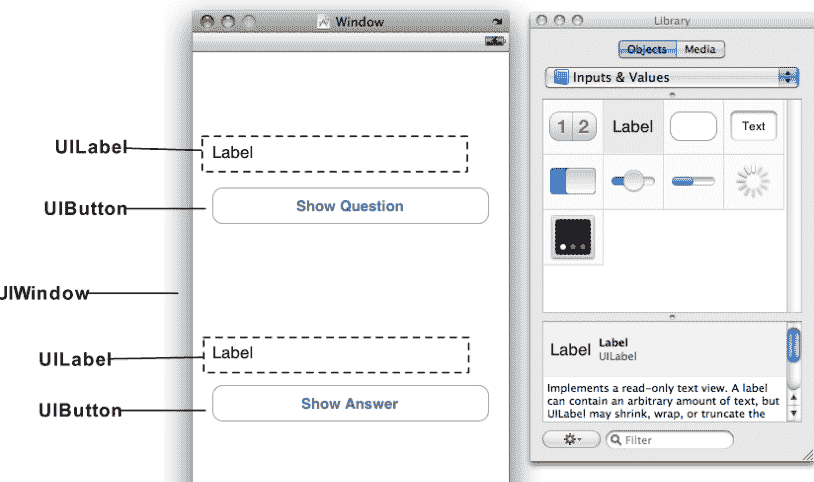 Window
UILabel
Label
UIButton
Show Question
UIWindow
UILabel
Label
UIButton
Show Answer
Library
Objects Media
Inputs & Values
1 2
Label
Text
Label
Label
UILabel
Implements a read-only text view. A label
can contain an arbitrary amount of text, but
UILabel may shrink, wrap, or truncate the
Filter